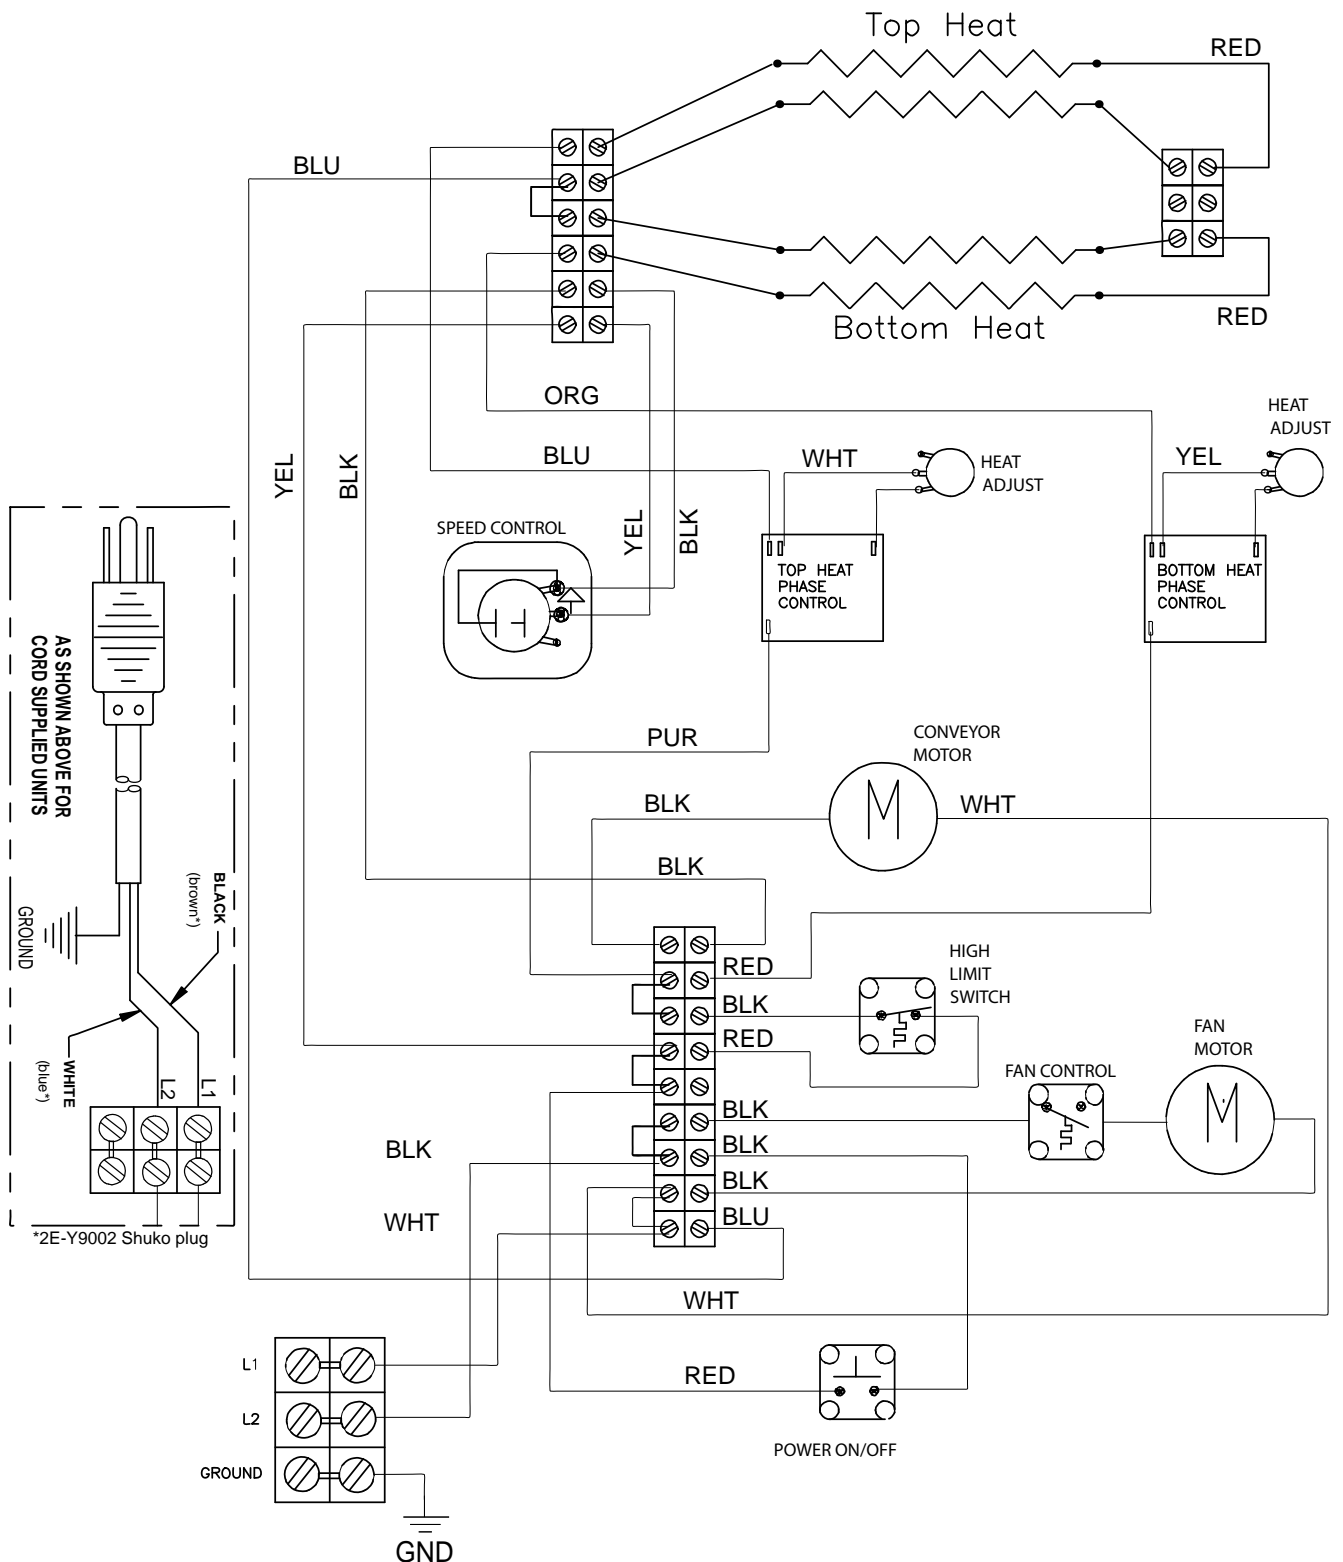 Top Heat
RED
BLU
RED
Bottom Heat
ORG
HEAT
ADJUST
BLU
WHT
HEAT
ADJUST
YEL
YEL
BLK
SPEED CONTROL
YEL
BLK
TOP HEAT
PHASE
CONTROL
BOTTOM HEAT
PHASE
CONTROL
AS SHOWN ABOVE FOR
CORD SUPPLIED UNITS
PUR
CONVEYOR
MOTOR
M
BLK
WHT
BLK
BLACK
(brown*)
GROUND
RED
HIGH
LIMIT
SWITCH
BLK
RED
FAN
MOTOR
M
FAN CONTROL
WHITE
(blue*)
L2
L1
BLK
BLK
BLK
BLK
WHT
BLU
*2E-Y9002 Shuko plug
WHT
L1
RED
L2
POWER ON/OFF
GROUND
GND